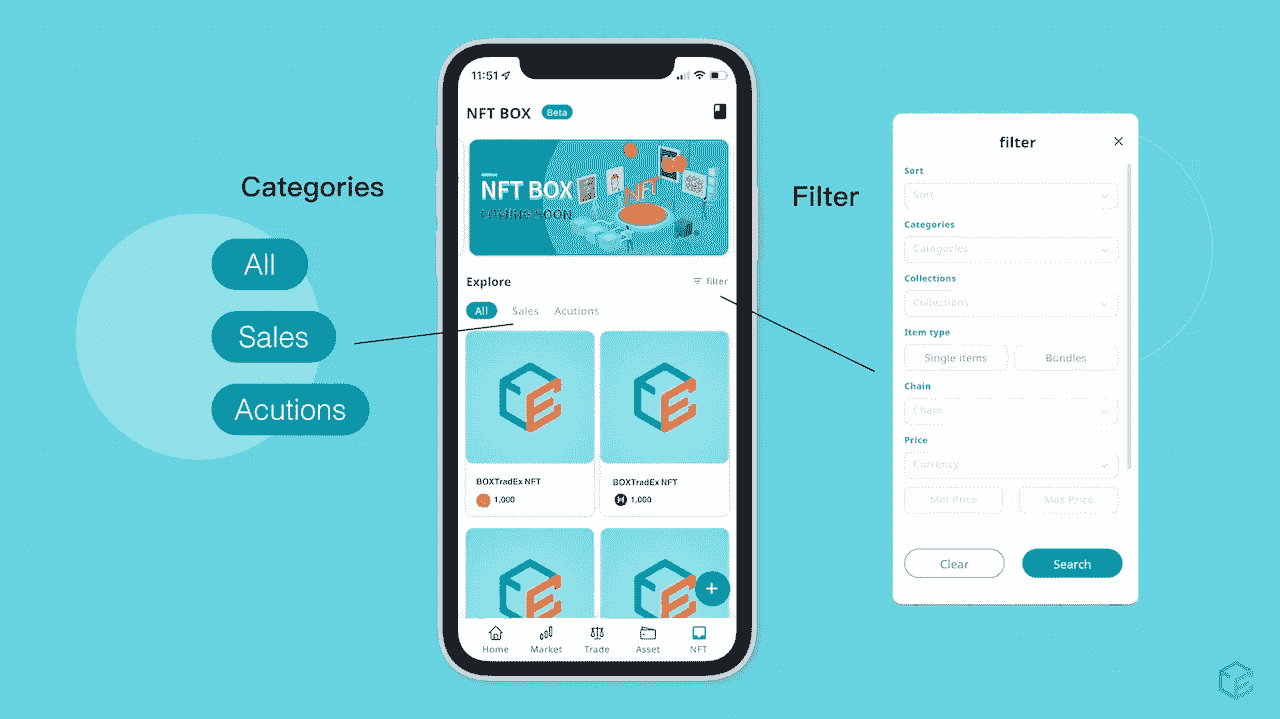 Categories
All
Sales
Acutions
11:51
NFT BOX Beta
NFT BOX
COMING SOON
NFT
Explore
filter
All Sales Acutions
BOXTradEx NFT
1,000
BOXTradEx NFT
1,000
+
Home Market Trade Asset NFT
Filter
filter
Sort
Sort
Categories
Categories
Collections
Collections
Item type
Single items Bundles
Chain
Chain
Price
Currency
Min Price Max Price
Clear Search